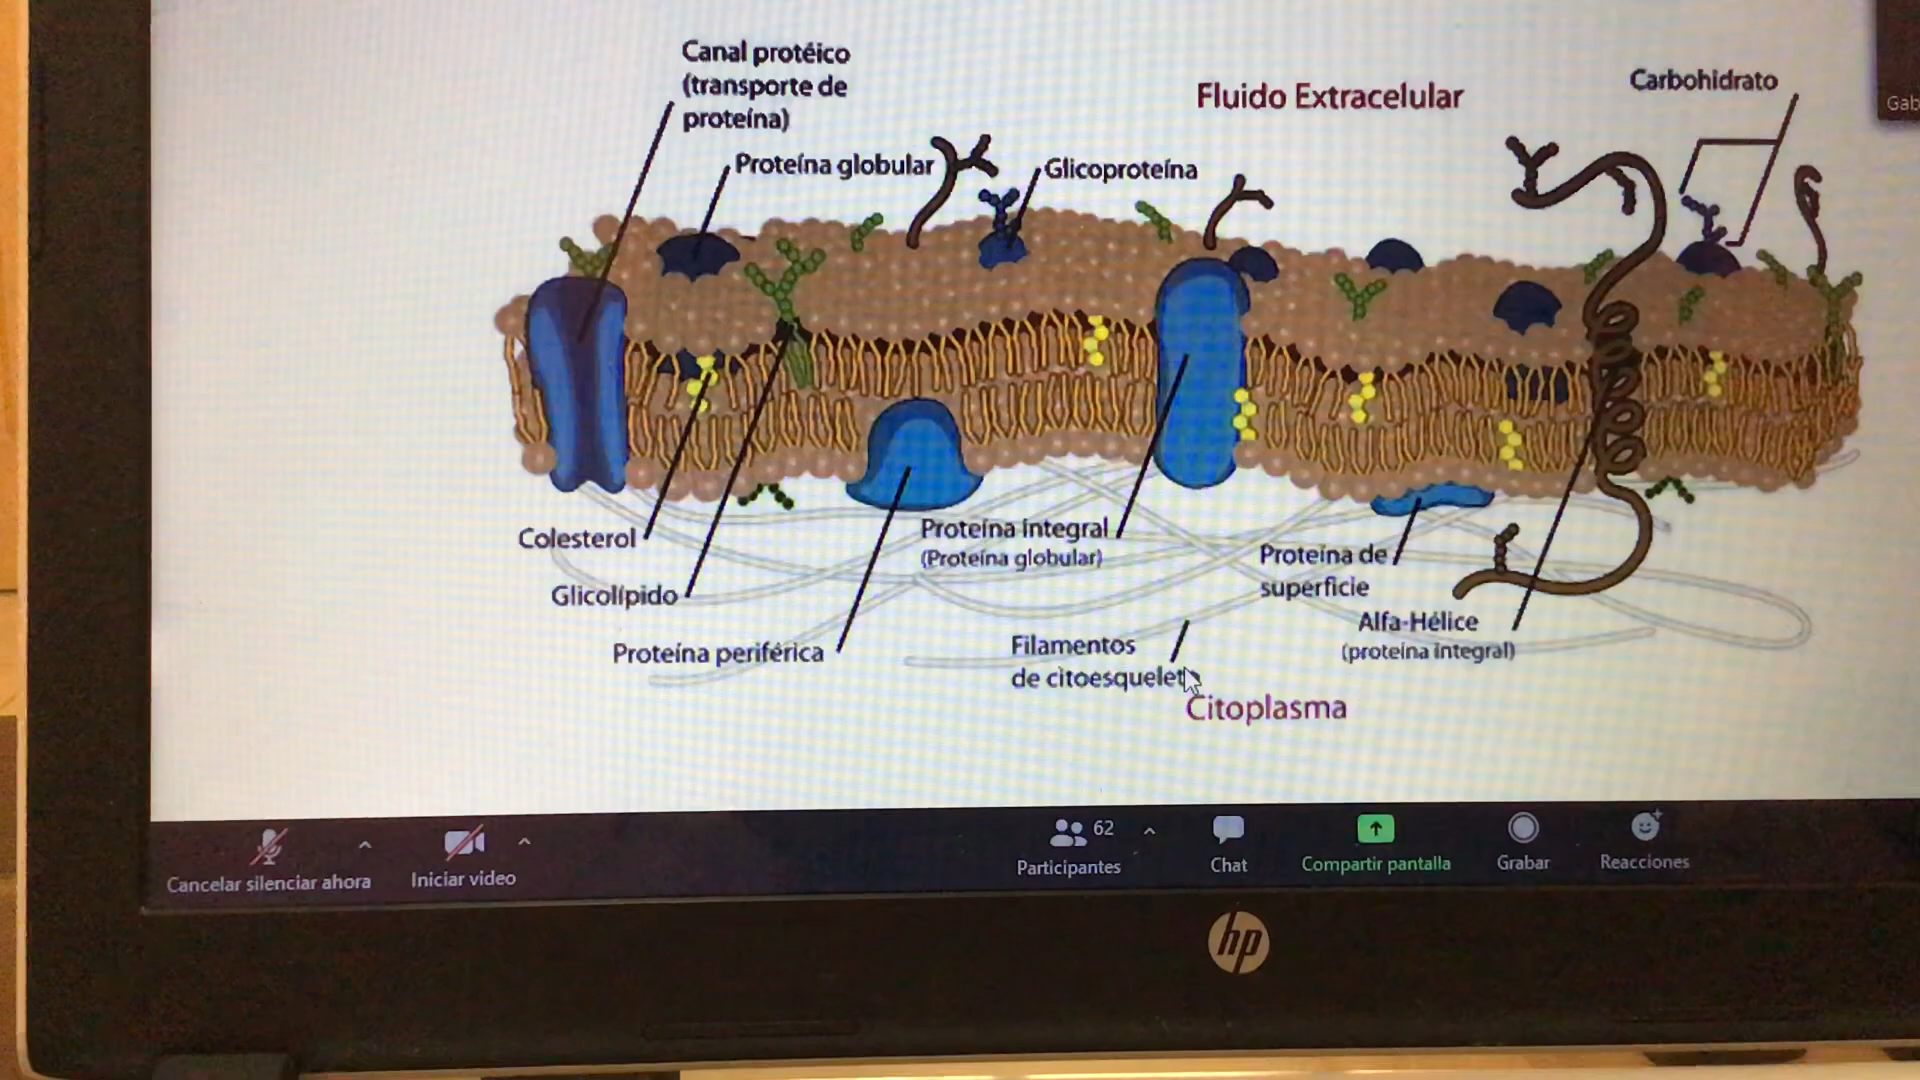 Canal protéico
(transporte de
proteína)
Fluido Extracelular
Carbohidrato
Gab
Proteína globular
Glicoproteína
Colesterol
Proteína integral
(Proteína globular)
Proteína de
superficie
Glicolípido
Alfa-Hélice
(proteína integral)
Proteína periférica
Filamentos
de citoesquelet
Citoplasma
Cancelar silenciar ahora
Iniciar video
62
Participantes
Chat
Compartir pantalla
Grabar
Reacciones
hp